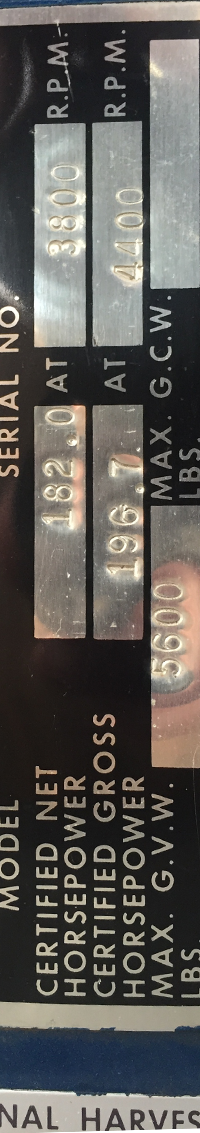 MODEL SERIAL NO.
CERTIFIED NET
HORSEPOWER 182.0 AT 3800 R.P.M.
CERTIFIED GROSS
HORSEPOWER 196.7 AT 4400 R.P.M.
MAX. G.V.W. 5600 MAX. G.C.W.
LBS. LBS.
NAL HARVES